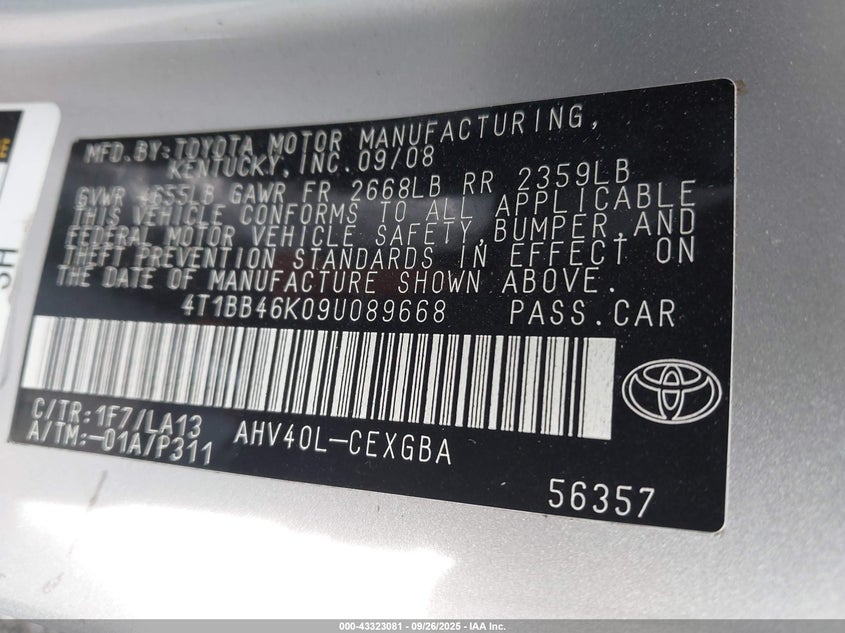 MFD.BY:TOYOTA MOTOR MANUFACTURING,
KENTUCKY,INC.09/08
GVWR 4655LB GAWR FR 2668LB RR 2359LB
THIS VEHICLE CONFORMS TO ALL APPLICABLE
FEDERAL MOTOR VEHICLE SAFETY,BUMPER,AND
THEFT PREVENTION STANDARDS IN EFFECT ON
THE DATE OF MANUFACTURE SHOWN ABOVE.
4T1BB46K09U089668 PASS.CAR
C/TR:1F7/LA13
A/TM:-01A/P311
AHV40L-CEXGBA
56357
HS
000-43323081 - 09/26/2025 - IAA Inc.